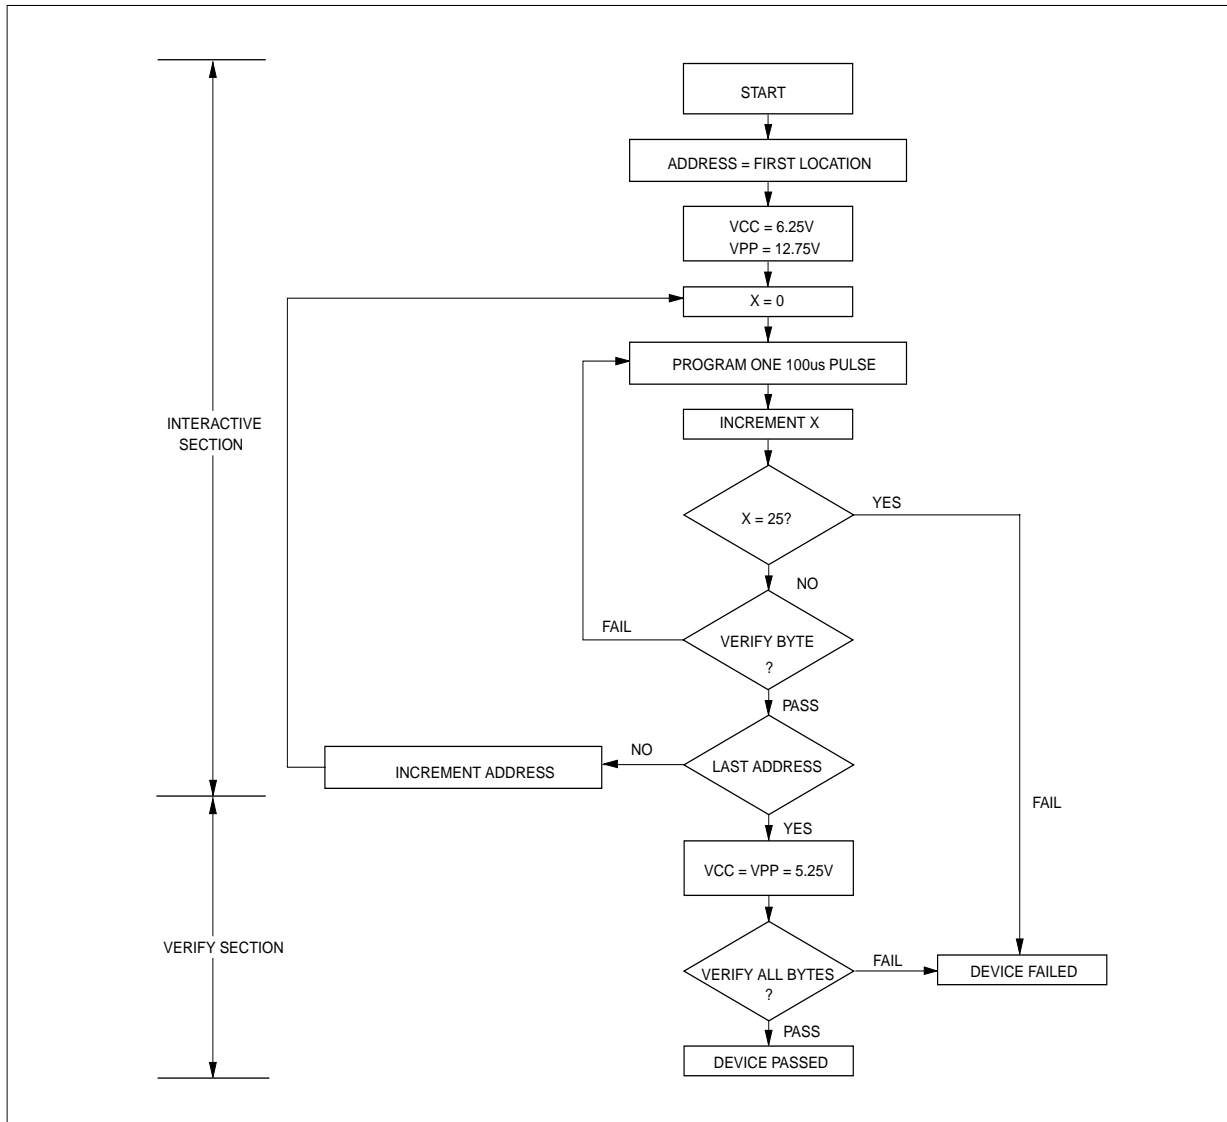 START
ADDRESS = FIRST LOCATION
VCC = 6.25V
VPP = 12.75V
X = 0
PROGRAM ONE 100us PULSE
INCREMENT X
INTERACTIVE
SECTION
X = 25?
YES
NO
FAIL
VERIFY BYTE
?
PASS
NO
INCREMENT ADDRESS
LAST ADDRESS
FAIL
YES
VCC = VPP = 5.25V
VERIFY SECTION
VERIFY ALL BYTES
?
FAIL
DEVICE FAILED
PASS
DEVICE PASSED